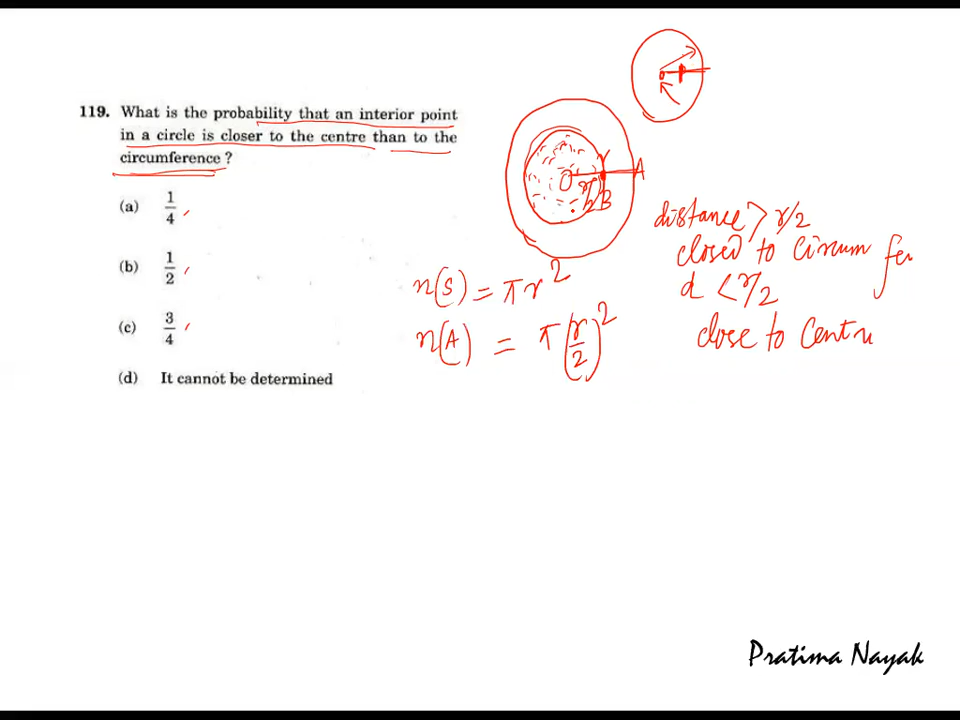 119. What is the probability that an interior point
in a circle is closer to the centre than to the
circumference ?
(a) 1/4
(b) 1/2
(c) 3/4
(d) It cannot be determined
O r/2 B A
distance > r/2
closed to Circum fer
d < r/2
close to Centre
n(S) = πr²
n(A) = π(r/2)²
Pratima Nayak